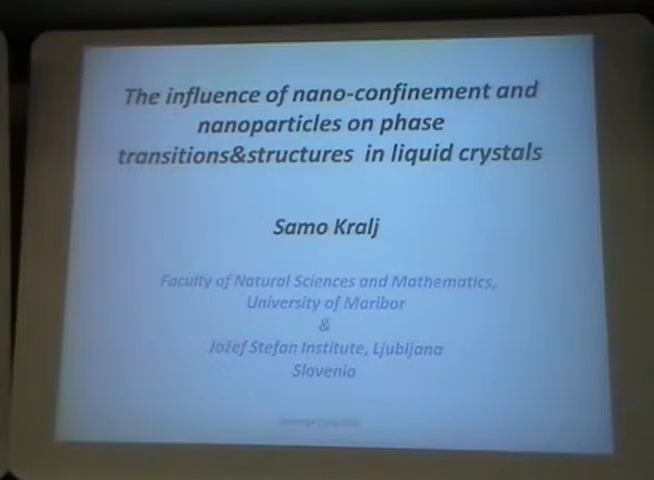 The influence of nano-confinement and
nanoparticles on phase
transitions&structures in liquid crystals
Samo Kralj
Faculty of Natural Sciences and Mathematics,
University of Maribor
&
Jožef Stefan Institute, Ljubljana
Slovenia